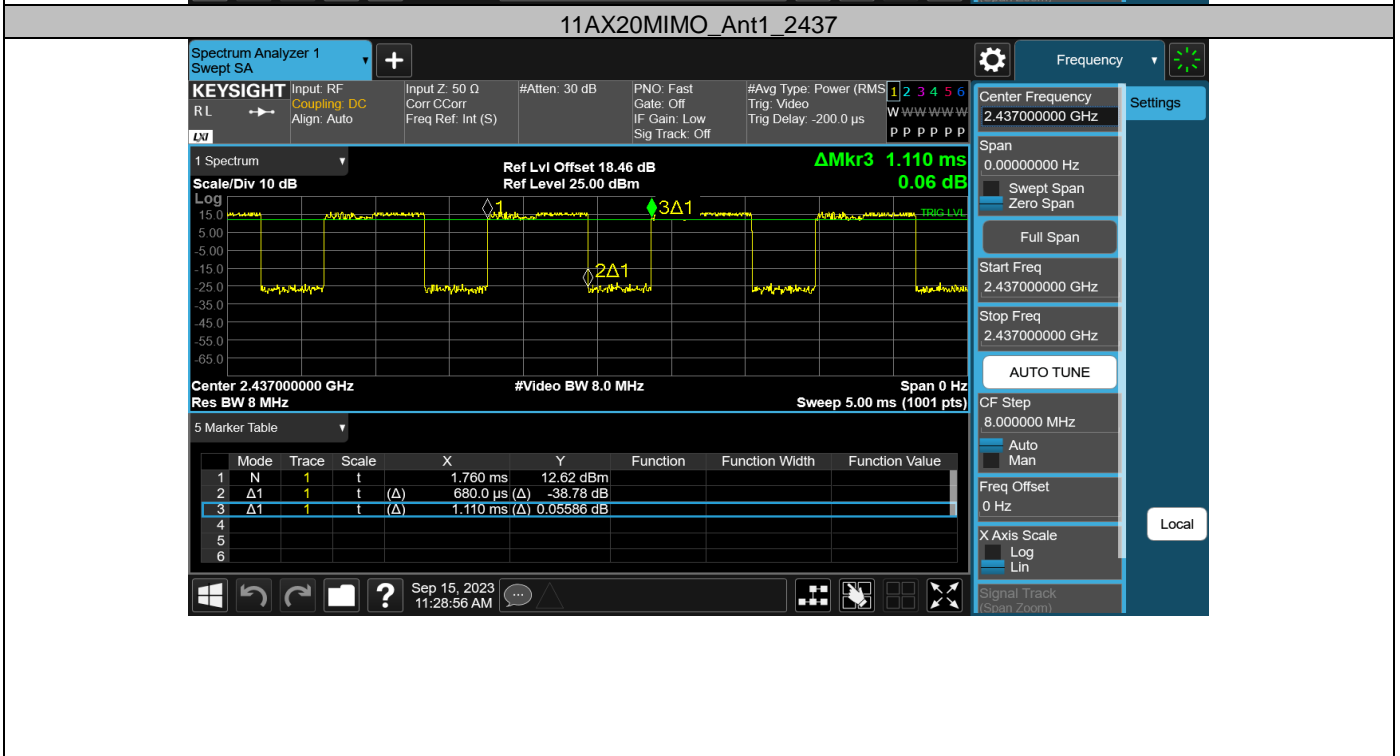 11AX20MIMO_Ant1_2437
Spectrum Analyzer 1
Swept SA
+
Frequency
KEYSIGHT
RL
LXI
Input: RF
Coupling: DC
Align: Auto
Input Z: 50 Ω
Corr CCorr
Freq Ref: Int (S)
#Atten: 30 dB
PNO: Fast
Gate: Off
IF Gain: Low
Sig Track: Off
#Avg Type: Power (RMS
Trig: Video
Trig Delay: -200.0 µs
1 2 3 4 5 6
W W W W W W
P P P P P P
Center Frequency
2.437000000 GHz
Settings
Span
0.00000000 Hz
Swept Span
Zero Span
Full Span
Start Freq
2.437000000 GHz
Stop Freq
2.437000000 GHz
AUTO TUNE
CF Step
8.000000 MHz
Auto
Man
Freq Offset
0 Hz
X Axis Scale
Log
Lin
Local
Signal Track
(Span Zoom)
1 Spectrum
Ref Lvl Offset 18.46 dB
ΔMkr3 1.110 ms
Scale/Div 10 dB
Ref Level 25.00 dBm
0.06 dB
Log
15.0
5.00
-5.00
-15.0
-25.0
-35.0
-45.0
-55.0
-65.0
1
3Δ1
TRIG LVL
2Δ1
Center 2.437000000 GHz #Video BW 8.0 MHz Span 0 Hz
Res BW 8 MHz Sweep 5.00 ms (1001 pts)
5 Marker Table
Mode Trace Scale X Y Function Function Width Function Value
1 N 1 t 1.760 ms 12.62 dBm
2 Δ1 1 t (Δ) 680.0 µs (Δ) -38.78 dB
3 Δ1 1 t (Δ) 1.110 ms (Δ) 0.05586 dB
4
5
6
?
Sep 15, 2023
11:28:56 AM